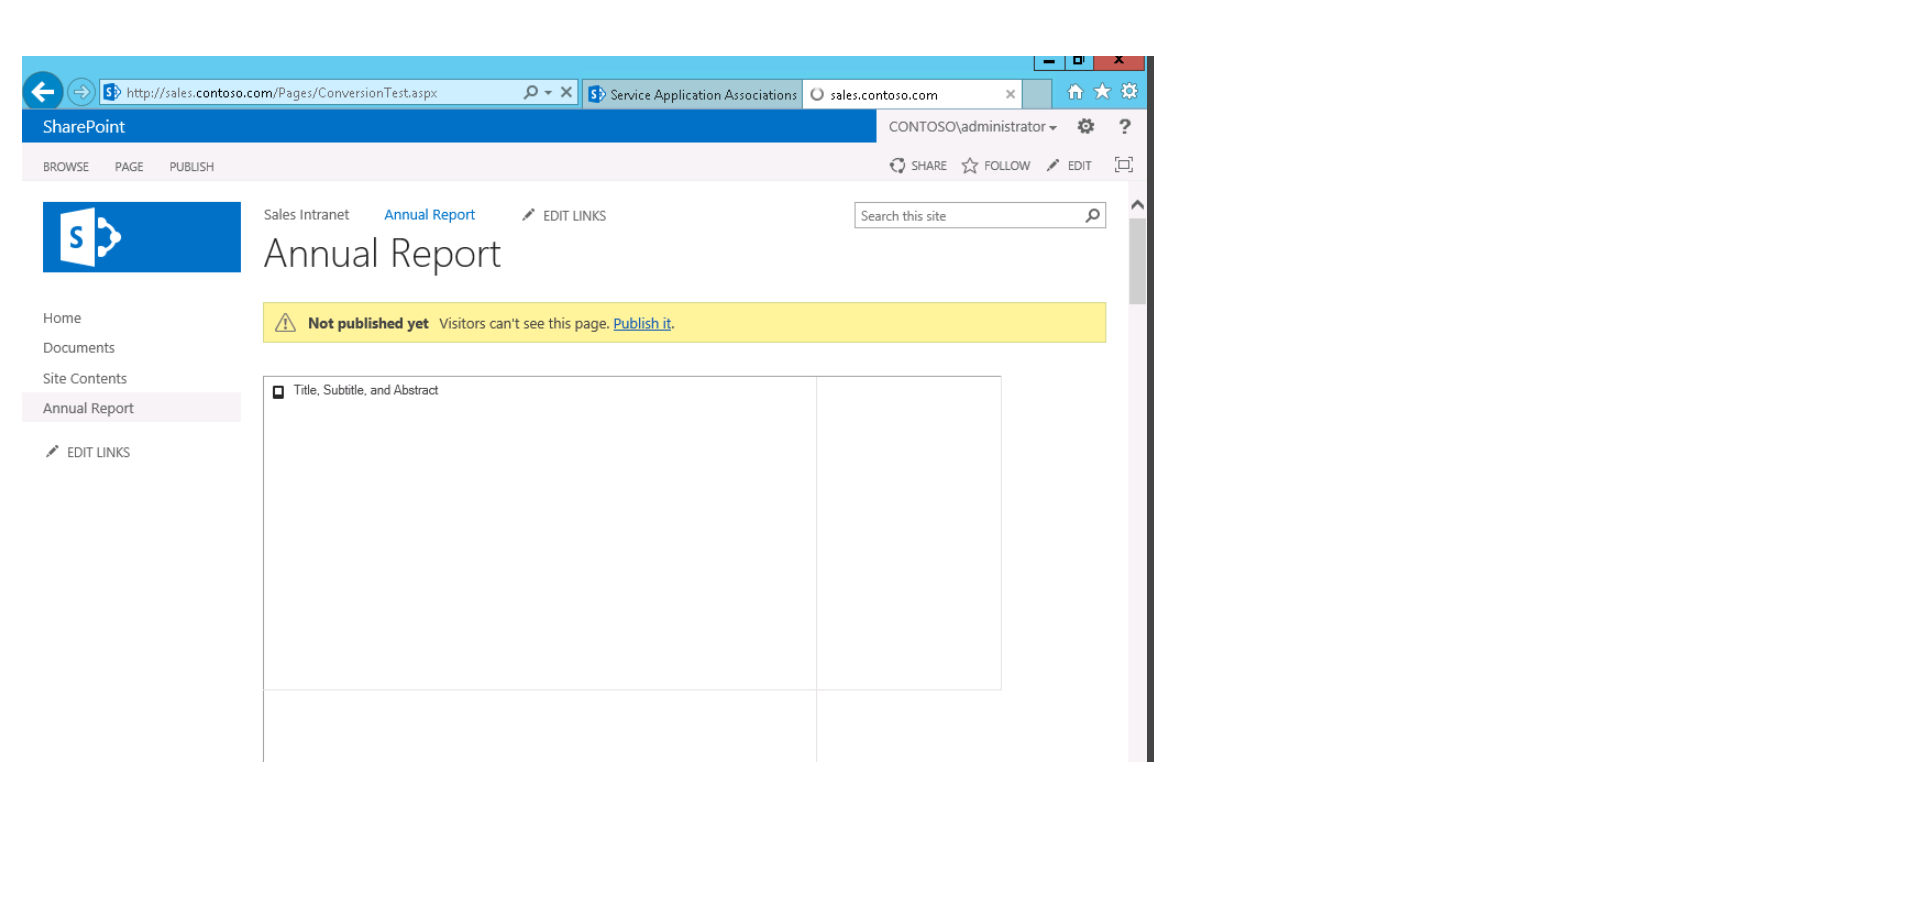 http://sales.contoso.com/Pages/ConversionTest.aspx
Service Application Associations
sales.contoso.com
SharePoint
CONTOSO\administrator
?
BROWSE PAGE PUBLISH
SHARE FOLLOW EDIT
Sales Intranet Annual Report EDIT LINKS
Search this site
Annual Report
Not published yet Visitors can't see this page. Publish it.
Home
Documents
Site Contents
Annual Report
EDIT LINKS
Title, Subtitle, and Abstract